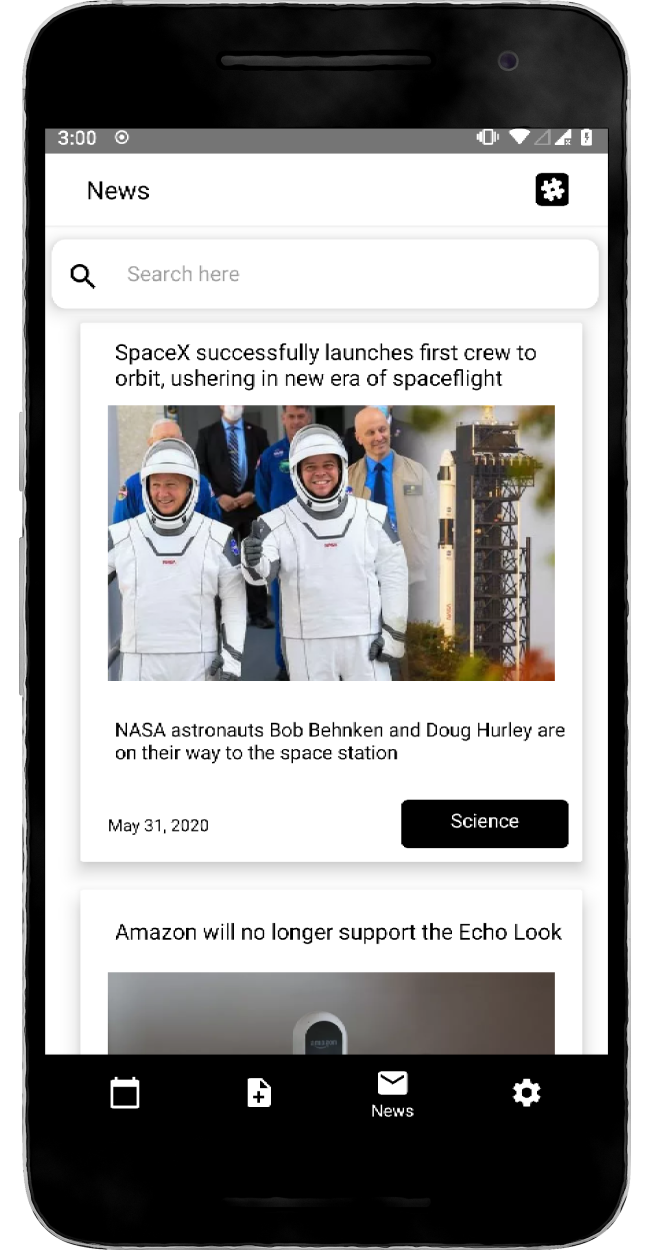 3:00
News
Search here
SpaceX successfully launches first crew to
orbit, ushering in new era of spaceflight
NASA astronauts Bob Behnken and Doug Hurley are
on their way to the space station
May 31, 2020
Science
Amazon will no longer support the Echo Look
News